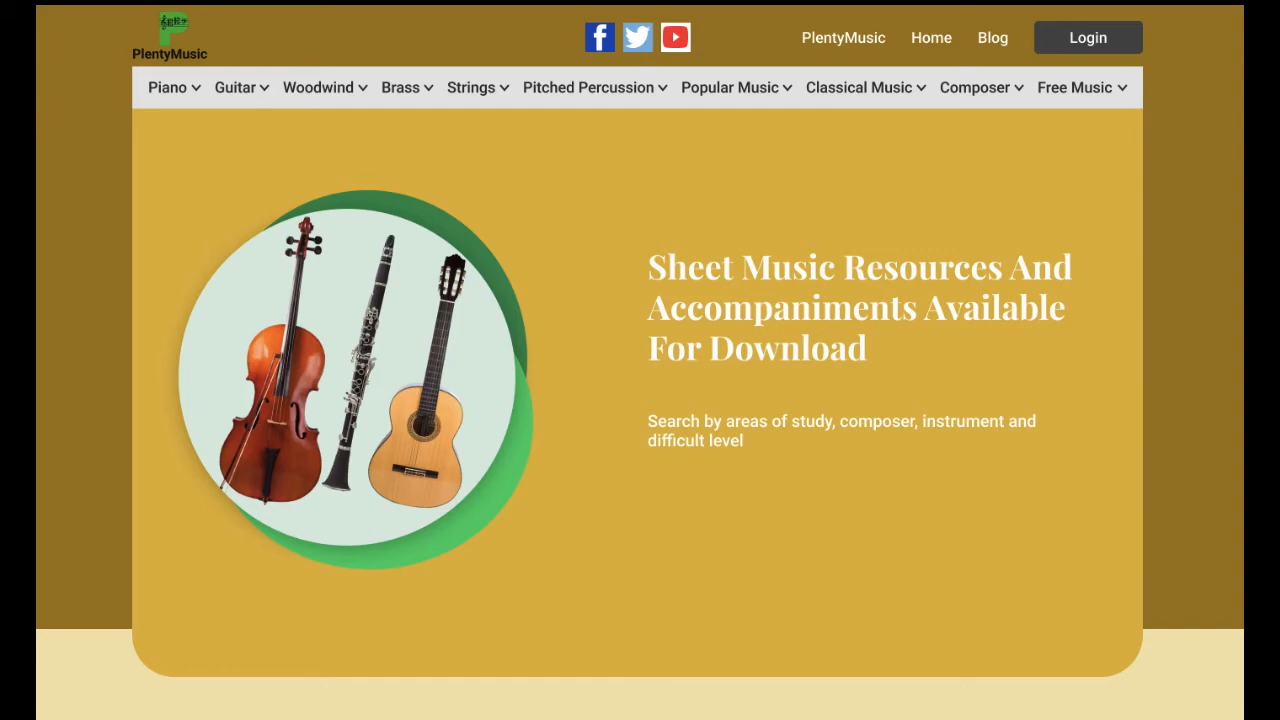 PlentyMusic
PlentyMusic Home Blog Login
Piano Guitar Woodwind Brass Strings Pitched Percussion Popular Music Classical Music Composer Free Music
Sheet Music Resources And
Accompaniments Available
For Download
Search by areas of study, composer, instrument and
difficult level